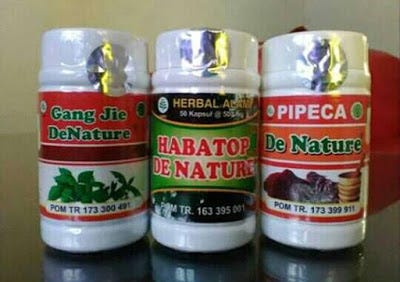 Gang Jie
DeNature
POM TR 173 300 491
HERBAL ALAMI
50 Kapsul @ 500 mg
HABATOP
DE NATURE
POM TR. 163 395 001
PIPECA
De Nature
POM TR. 173 399 911